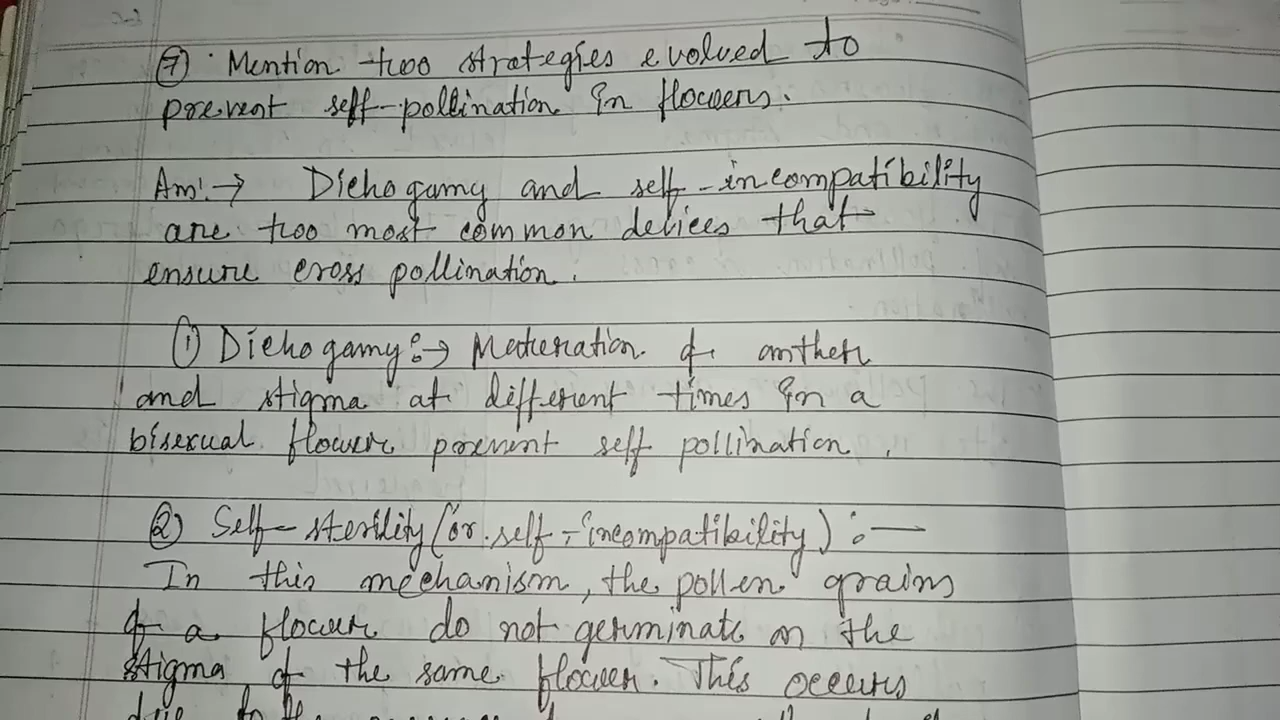 7. Mention two strategies evolved to
prevent self-pollination in flowers.
Ans:→ Dichogamy and self-incompatibility
are two most common devices that
ensure cross pollination.
① Dichogamy:→ Maturation of anther
and stigma at different times in a
bisexual flower prevent self pollination.
② Self-sterility (or self-incompatibility) :—
In this mechanism, the pollen grains
of a flower do not germinate on the
stigma of the same flower. This occurs
due to the